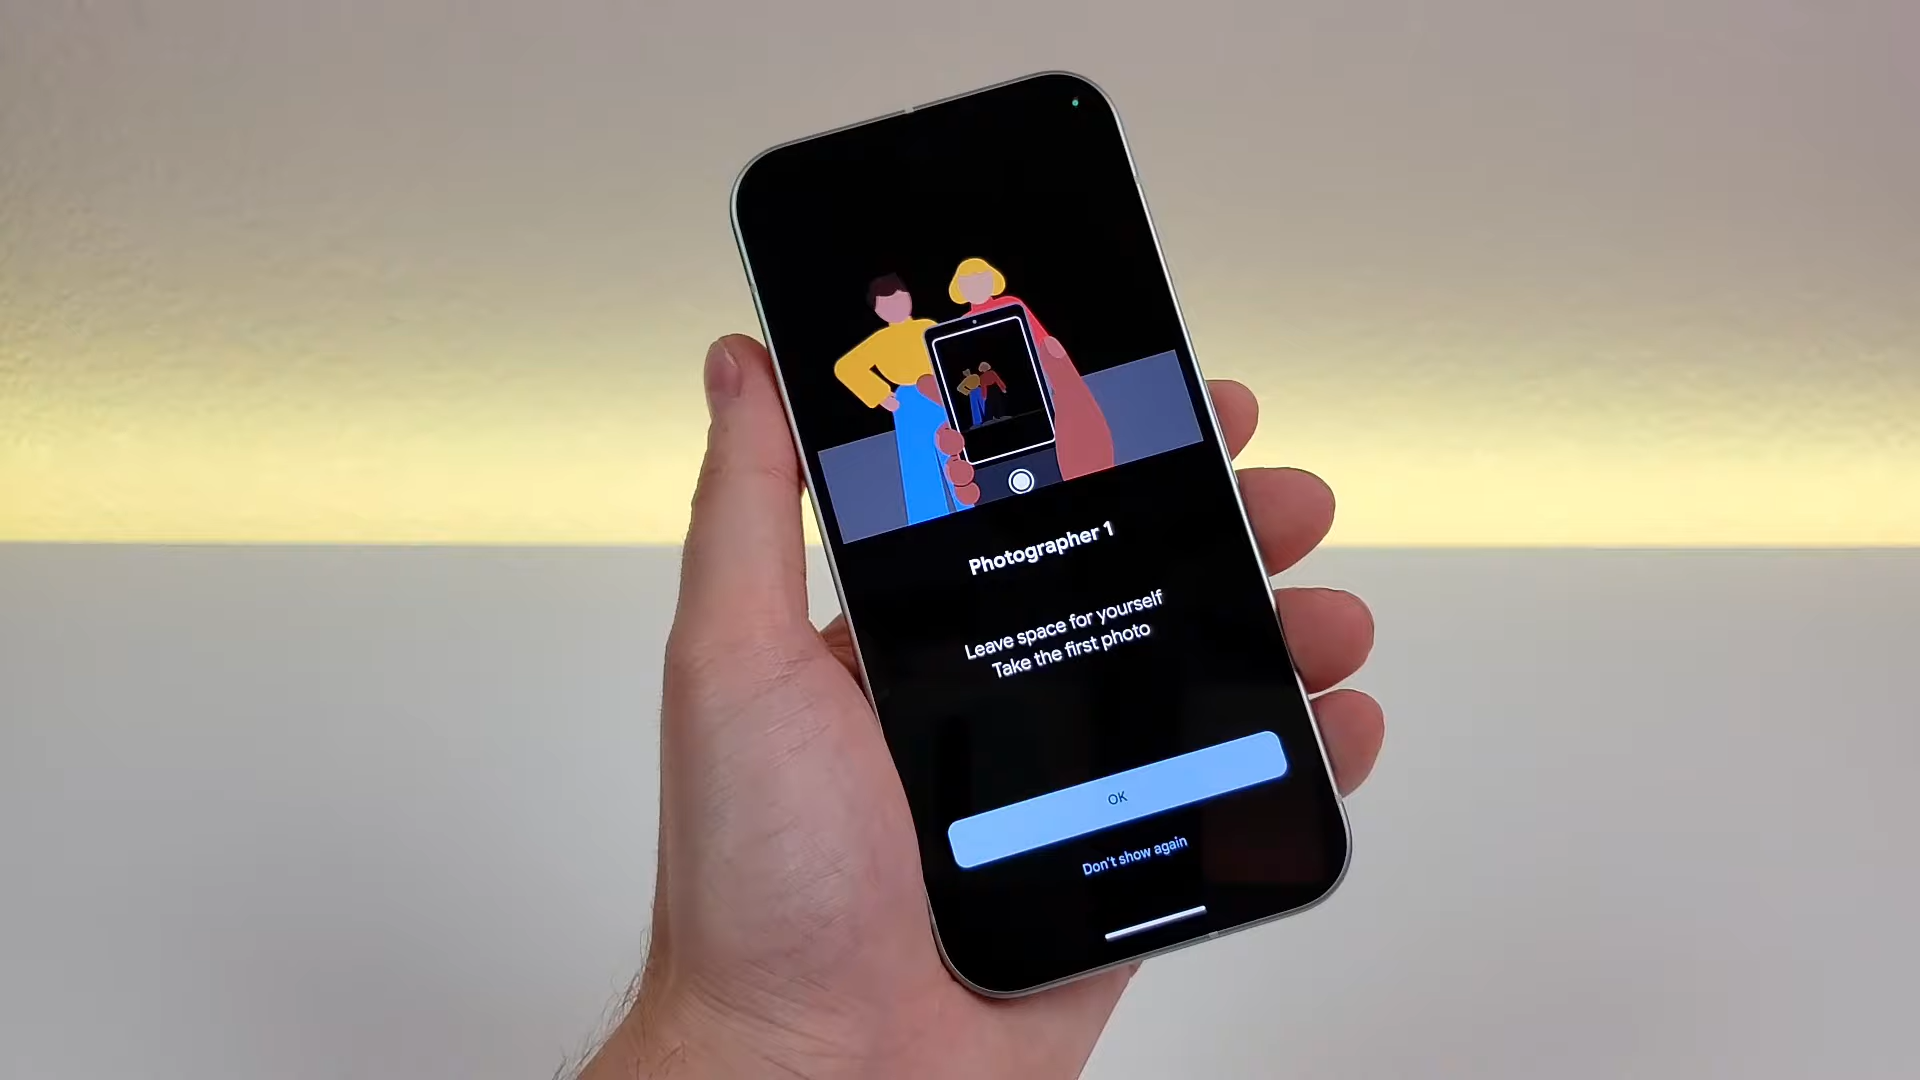 Photographer 1
Leave space for yourself
Take the first photo
OK
Don't show again